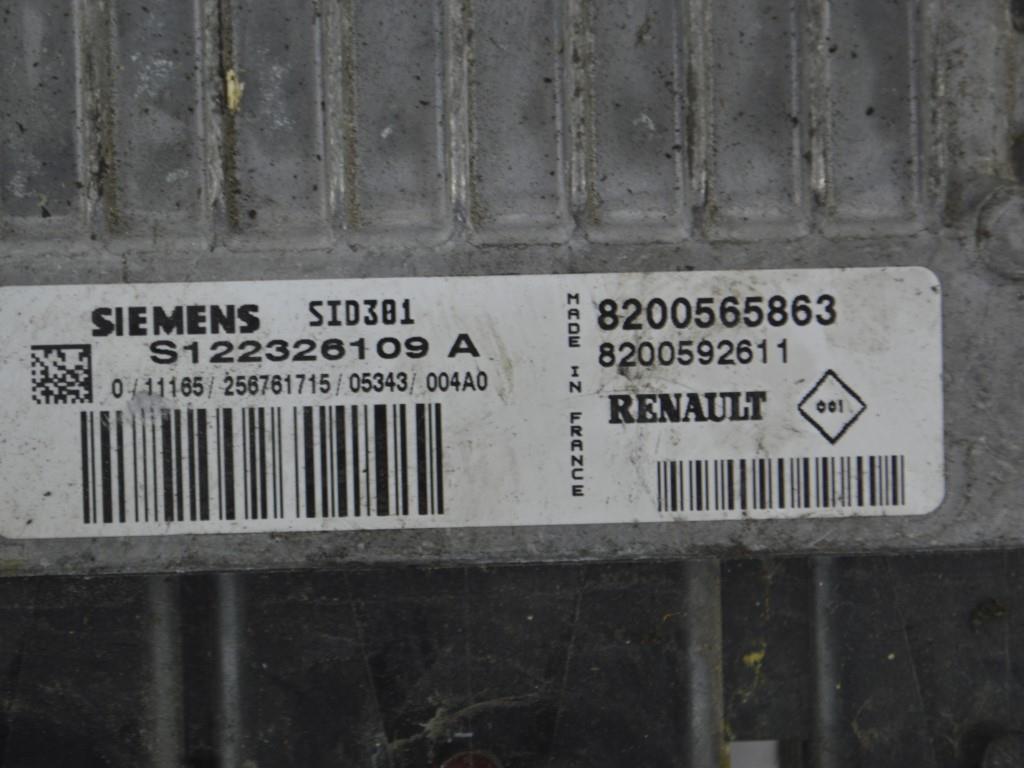 SIEMENS SID301
S122326109 A
0/11165/256761715/05343/004A0
MADE IN FRANCE
8200565863
8200592611
RENAULT 001